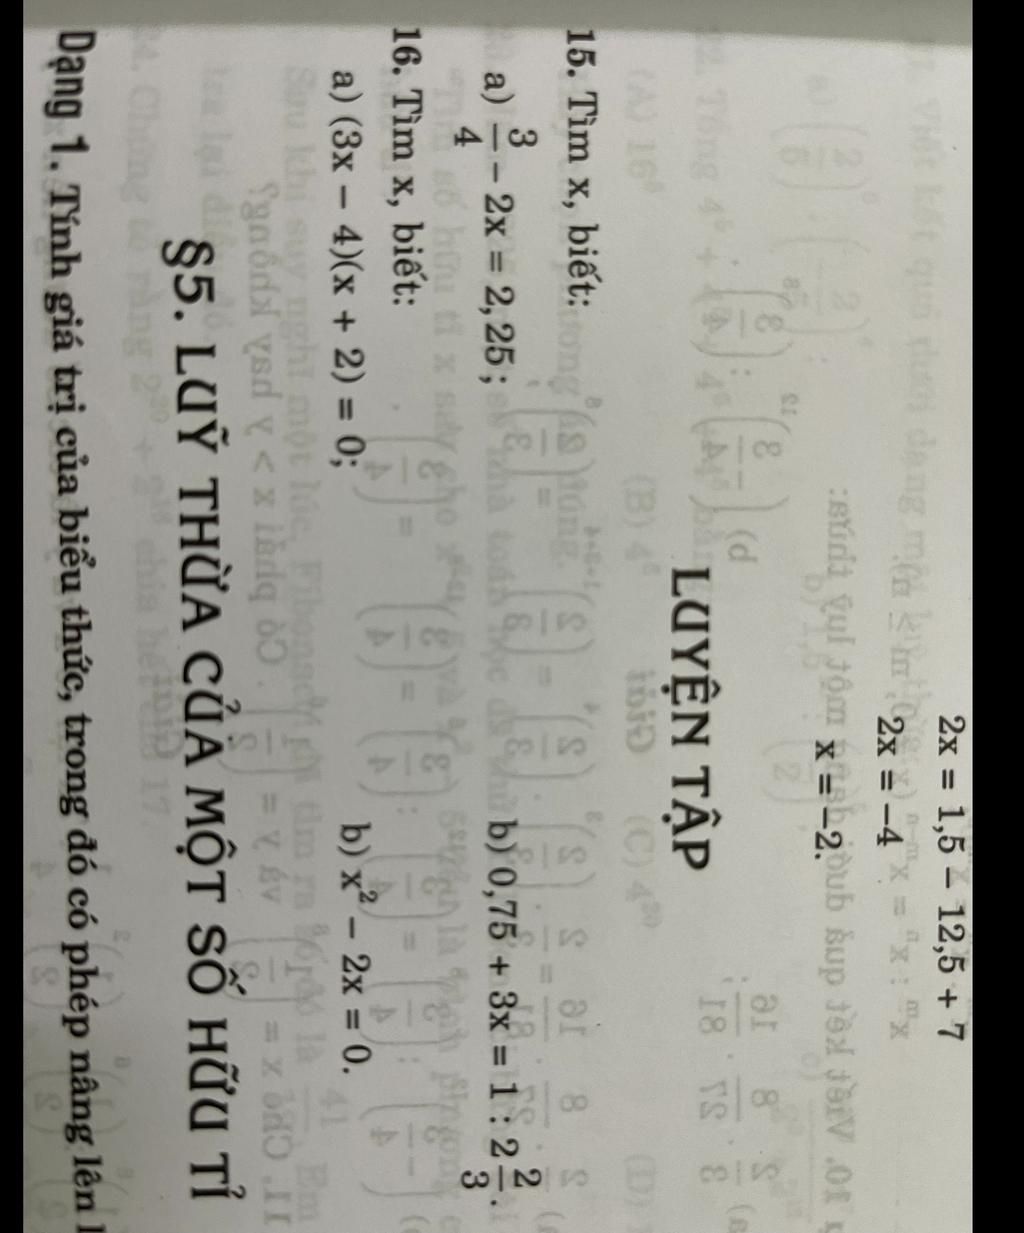 2x = 1,5 – 12,5 + 7
2x = –4
x = –2.
LUYỆN TẬP
15. Tìm x, biết:
a) 3/4 – 2x = 2,25 ; b) 0,75 + 3x = 1 : 2 2/3.
16. Tìm x, biết:
a) (3x – 4)(x + 2) = 0; b) x² – 2x = 0.
§5. LUỸ THỪA CỦA MỘT SỐ HỮU TỈ
Dạng 1. Tính giá trị của biểu thức, trong đó có phép nâng lên